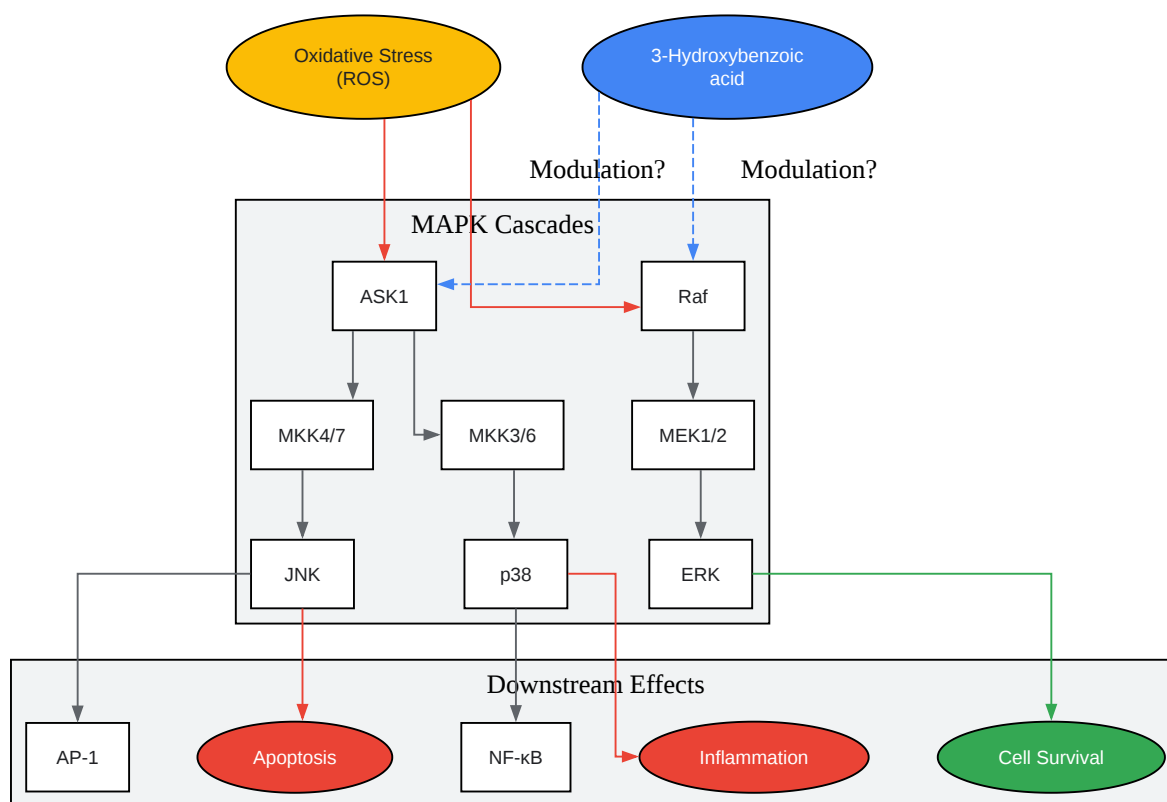 Oxidative Stress
(ROS)
3-Hydroxybenzoic
acid
Modulation?
Modulation?
MAPK Cascades
ASK1
Raf
MKK4/7
MKK3/6
MEK1/2
JNK
p38
ERK
Downstream Effects
AP-1
Apoptosis
NF-κB
Inflammation
Cell Survival